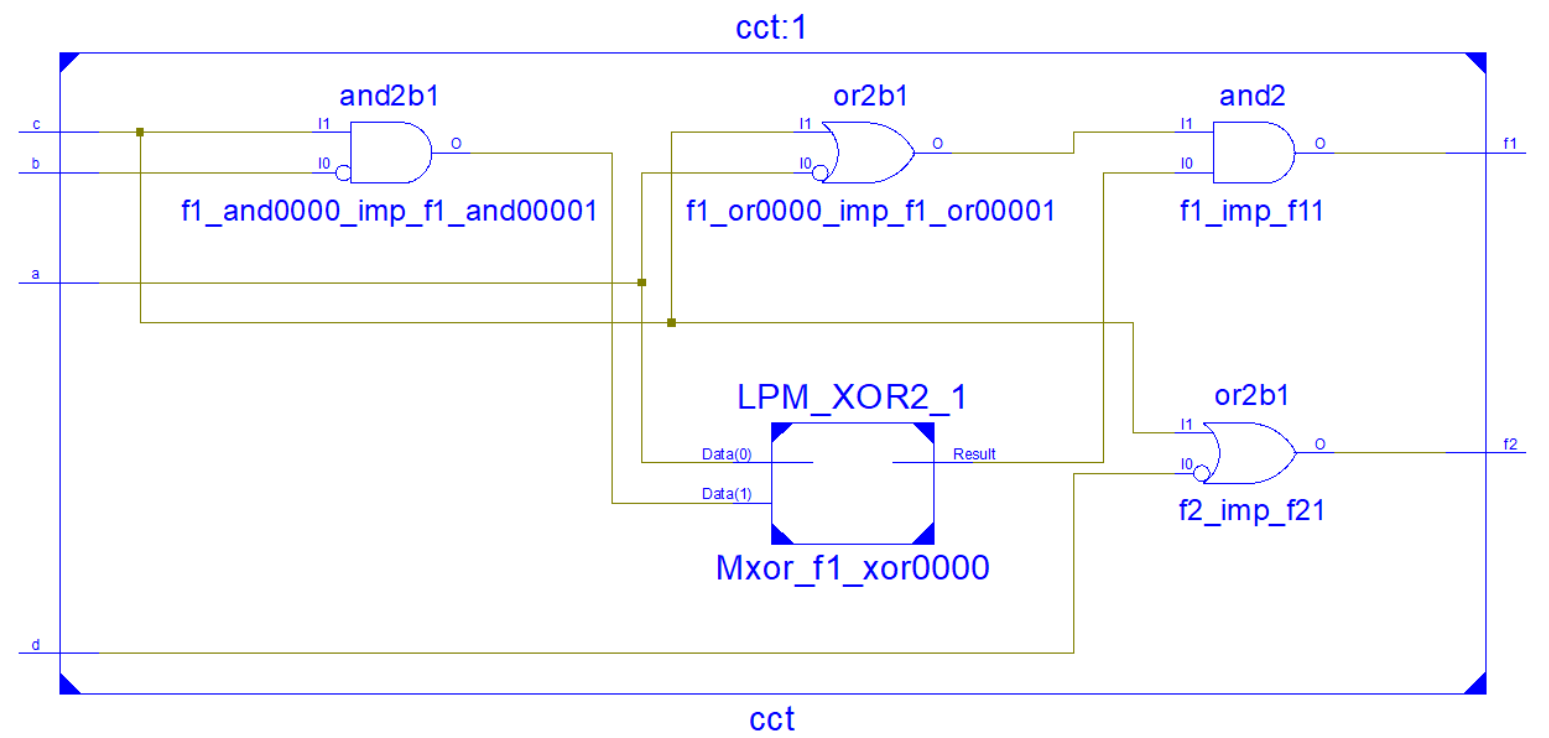 cct:1
and2b1
or2b1
and2
c
I1
I1
I1
O
O
O
f1
b
I0
I0
I0
f1_and0000_imp_f1_and00001
f1_or0000_imp_f1_or00001
f1_imp_f11
a
LPM_XOR2_1
or2b1
I1
Data(0)
Result
O
f2
I0
Data(1)
f2_imp_f21
Mxor_f1_xor0000
d
cct